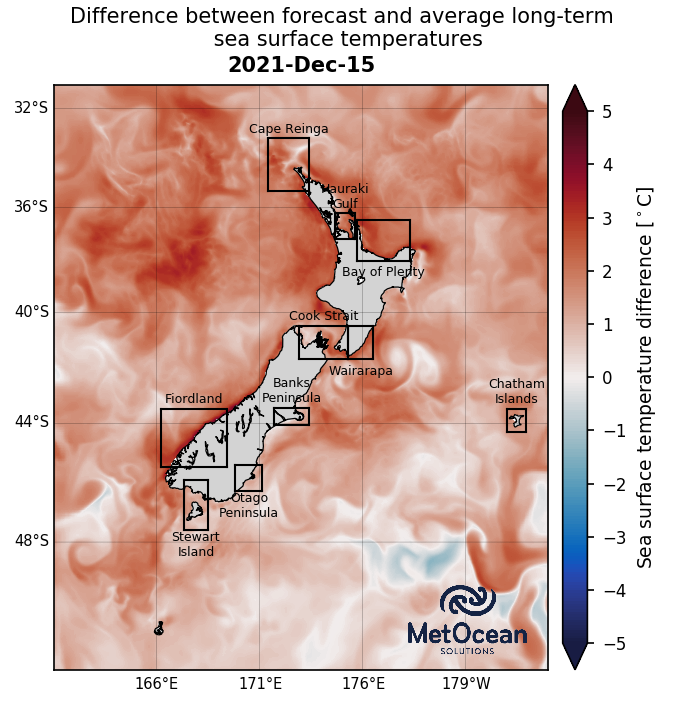 Difference between forecast and average long-term
sea surface temperatures
2021-Dec-15
32°S
36°S
40°S
44°S
48°S
Cape Reinga
Hauraki
Gulf
Bay of Plenty
Cook Strait
Wairarapa
Banks
Peninsula
Fiordland
Chatham
Islands
Otago
Peninsula
Stewart
Island
MetOcean
SOLUTIONS
166°E
171°E
176°E
179°W
5
4
3
2
1
0
−1
−2
−3
−4
−5
Sea surface temperature difference [°C]